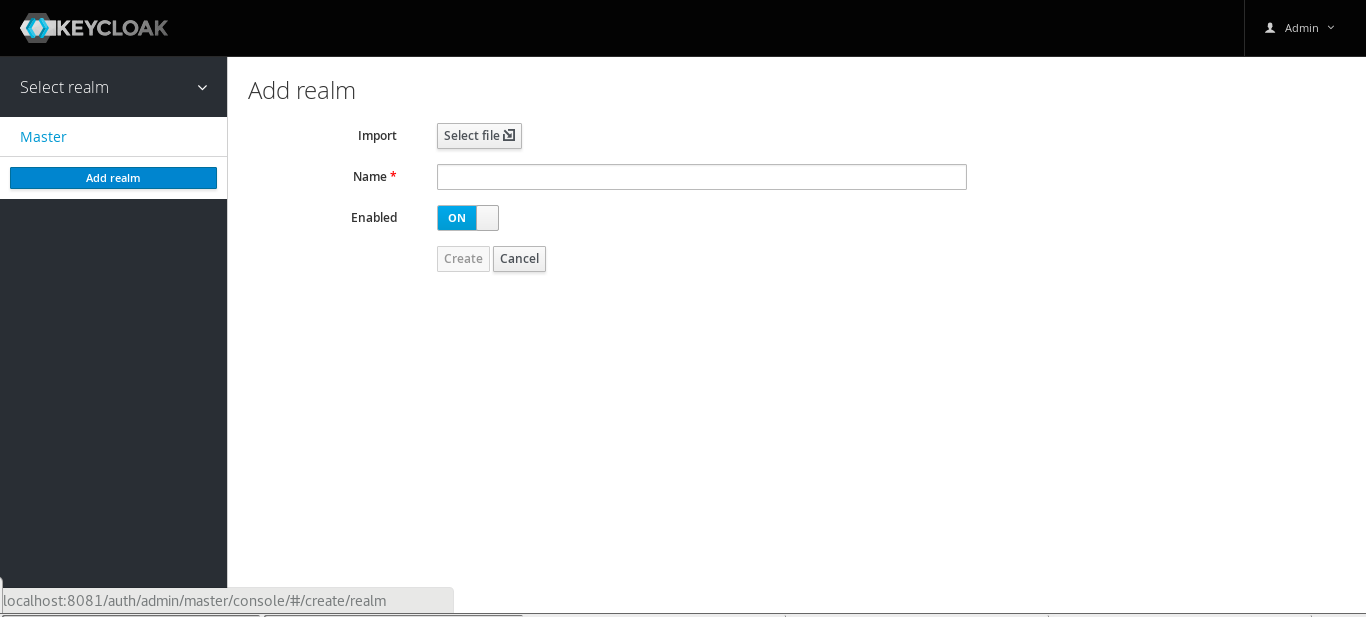 KEYCLOAK
Admin
Select realm
Master
Add realm
Add realm
Import Select file
Name *
Enabled ON
Create Cancel
localhost:8081/auth/admin/master/console/#/create/realm